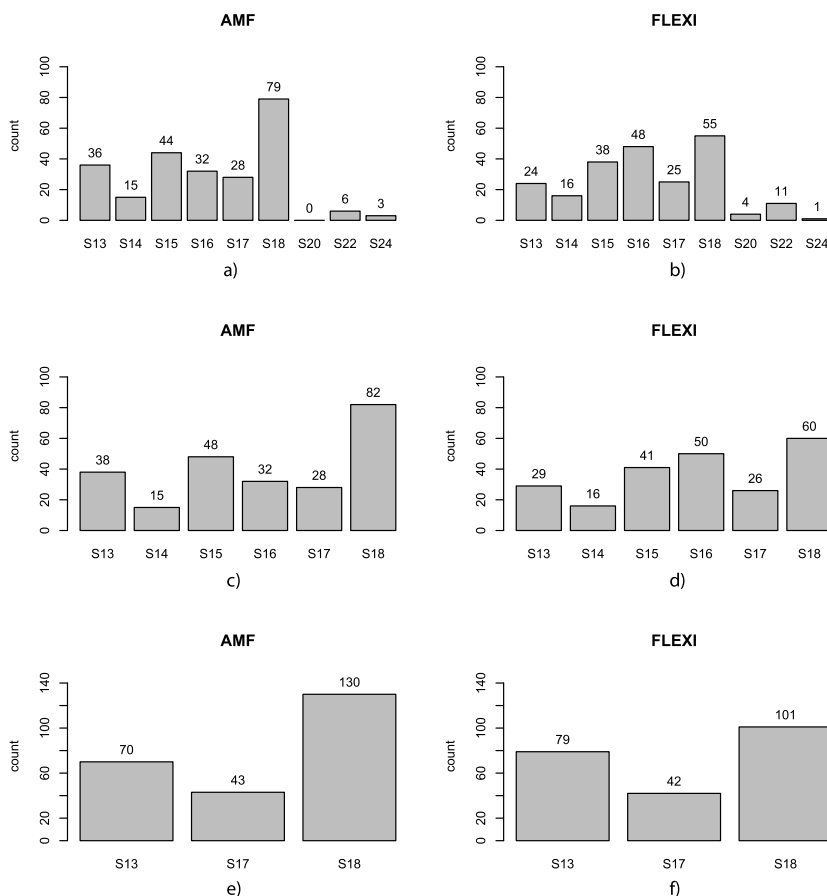 AMF
count
0 20 40 60 80 100
36 15 44 32 28 79 0 6 3
S13 S14 S15 S16 S17 S18 S20 S22 S24
a)
FLEXI
count
0 20 40 60 80 100
24 16 38 48 25 55 4 11 1
S13 S14 S15 S16 S17 S18 S20 S22 S24
b)
AMF
count
0 20 40 60 80 100
38 15 48 32 28 82
S13 S14 S15 S16 S17 S18
c)
FLEXI
count
0 20 40 60 80 100
29 16 41 50 26 60
S13 S14 S15 S16 S17 S18
d)
AMF
count
0 20 60 100 140
70 43 130
S13 S17 S18
e)
FLEXI
count
0 20 60 100 140
79 42 101
S13 S17 S18
f)